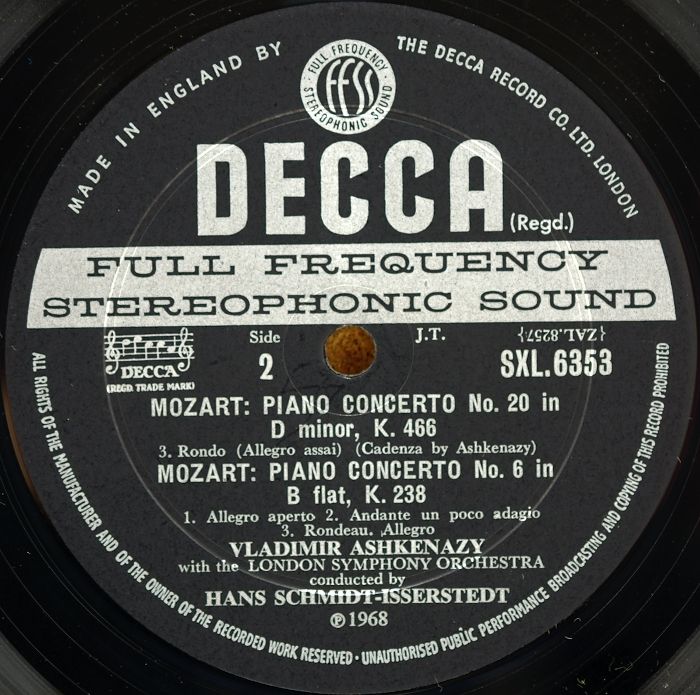 MADE IN ENGLAND BY THE DECCA RECORD CO. LTD. LONDON
FULL FREQUENCY
ffss
STEREOPHONIC SOUND
DECCA (Regd.)
FULL FREQUENCY
STEREOPHONIC SOUND
DECCA
(REGD. TRADE MARK)
Side
2
J.T.
{ZAL.8257}
SXL.6353
MOZART: PIANO CONCERTO No. 20 in
D minor, K. 466
3. Rondo (Allegro assai) (Cadenza by Ashkenazy)
MOZART: PIANO CONCERTO No. 6 in
B flat, K. 238
1. Allegro aperto 2. Andante un poco adagio
3. Rondeau. Allegro
VLADIMIR ASHKENAZY
with the LONDON SYMPHONY ORCHESTRA
conducted by
HANS SCHMIDT-ISSERSTEDT
℗1968
ALL RIGHTS OF THE MANUFACTURER AND OF THE OWNER OF THE RECORDED WORK RESERVED · UNAUTHORISED PUBLIC PERFORMANCE BROADCASTING AND COPYING OF THIS RECORD PROHIBITED